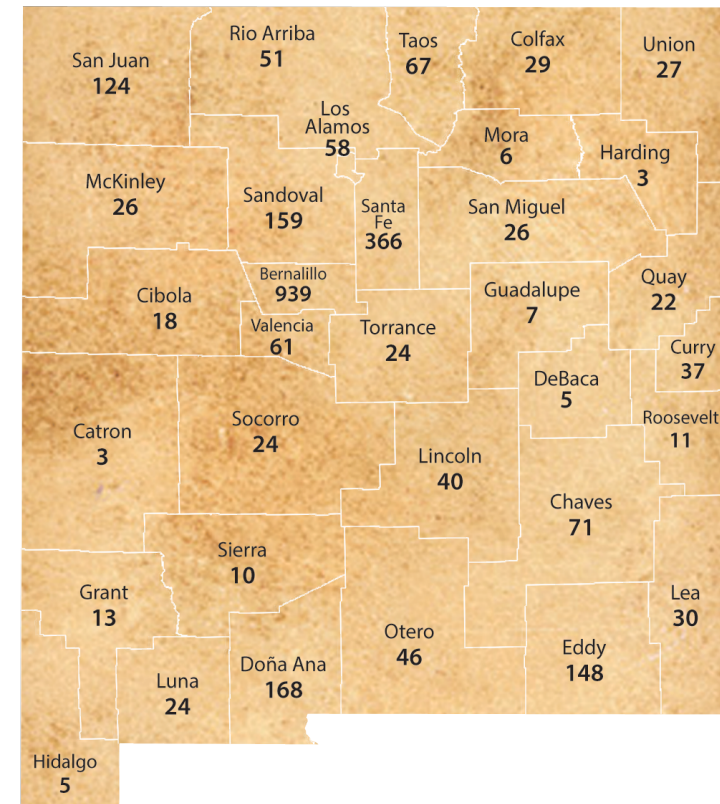 San Juan
124
Rio Arriba
51
Taos
67
Colfax
29
Union
27
Los
Alamos
58
Mora
6
Harding
3
McKinley
26
Sandoval
159
Santa
Fe
366
San Miguel
26
Cibola
18
Bernalillo
939
Valencia
61
Torrance
24
Guadalupe
7
Quay
22
Curry
37
DeBaca
5
Roosevelt
11
Catron
3
Socorro
24
Lincoln
40
Chaves
71
Sierra
10
Grant
13
Luna
24
Doña Ana
168
Otero
46
Eddy
148
Lea
30
Hidalgo
5